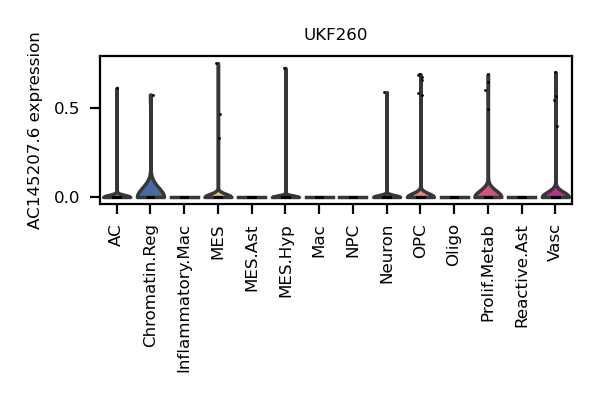 UKF260
AC145207.6 expression
0.5
0.0
AC
Chromatin.Reg
Inflammatory.Mac
MES
MES.Ast
MES.Hyp
Mac
NPC
Neuron
OPC
Oligo
Prolif.Metab
Reactive.Ast
Vasc